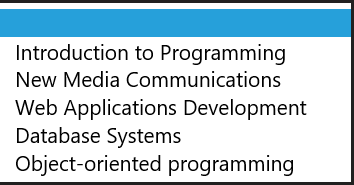 Introduction to Programming
New Media Communications
Web Applications Development
Database Systems
Object-oriented programming